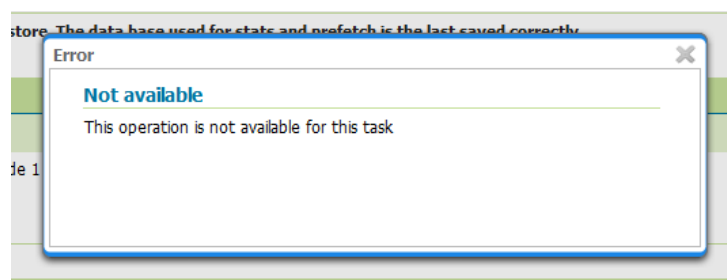 store. The data base used for stats and prefetch is the last saved correctly
Error
Not available
This operation is not available for this task
de 1